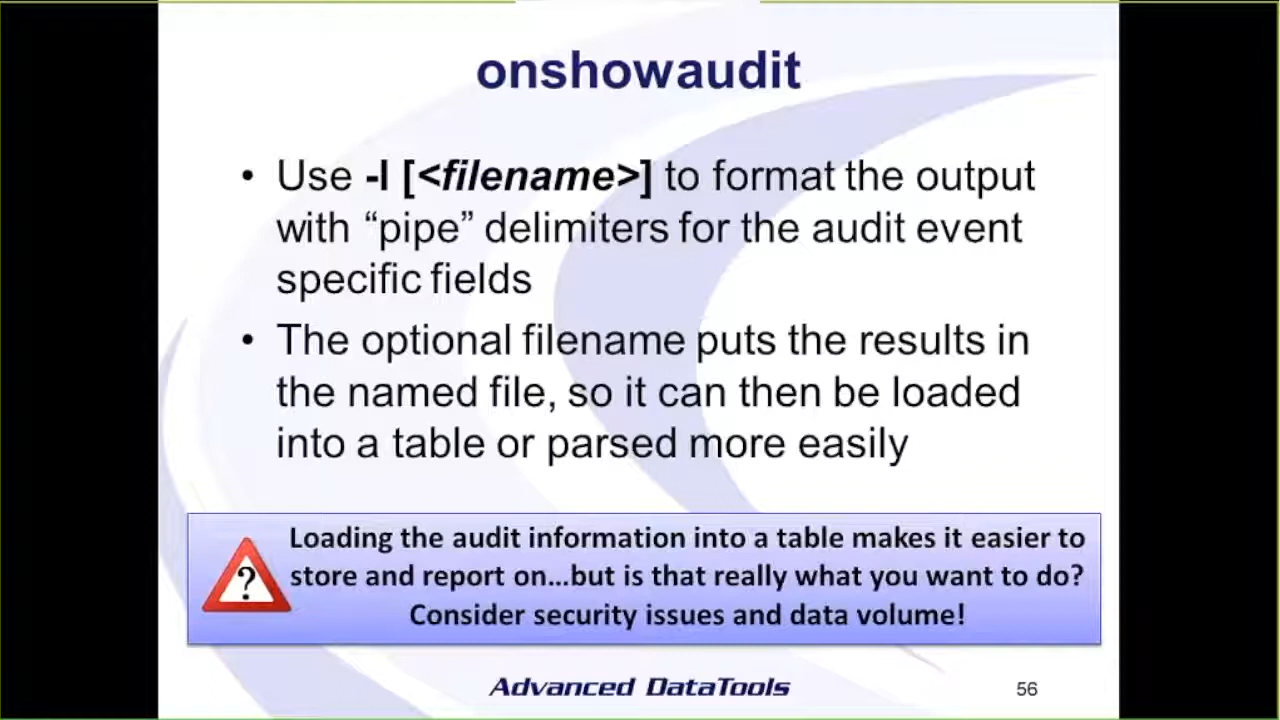 onshowaudit
• Use -l [<filename>] to format the output
with “pipe” delimiters for the audit event
specific fields
• The optional filename puts the results in
the named file, so it can then be loaded
into a table or parsed more easily
?
Loading the audit information into a table makes it easier to
store and report on...but is that really what you want to do?
Consider security issues and data volume!
Advanced DataTools
56